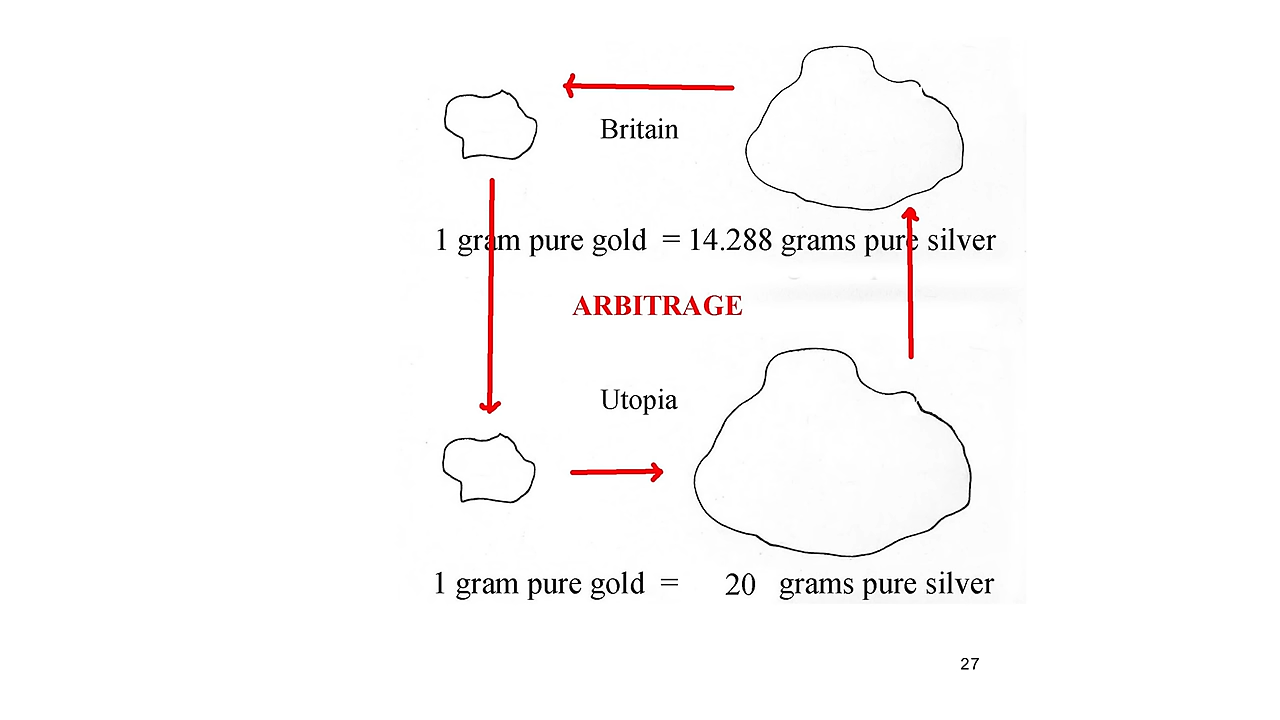 Britain
1 gram pure gold = 14.288 grams pure silver
ARBITRAGE
Utopia
1 gram pure gold = 20 grams pure silver
27